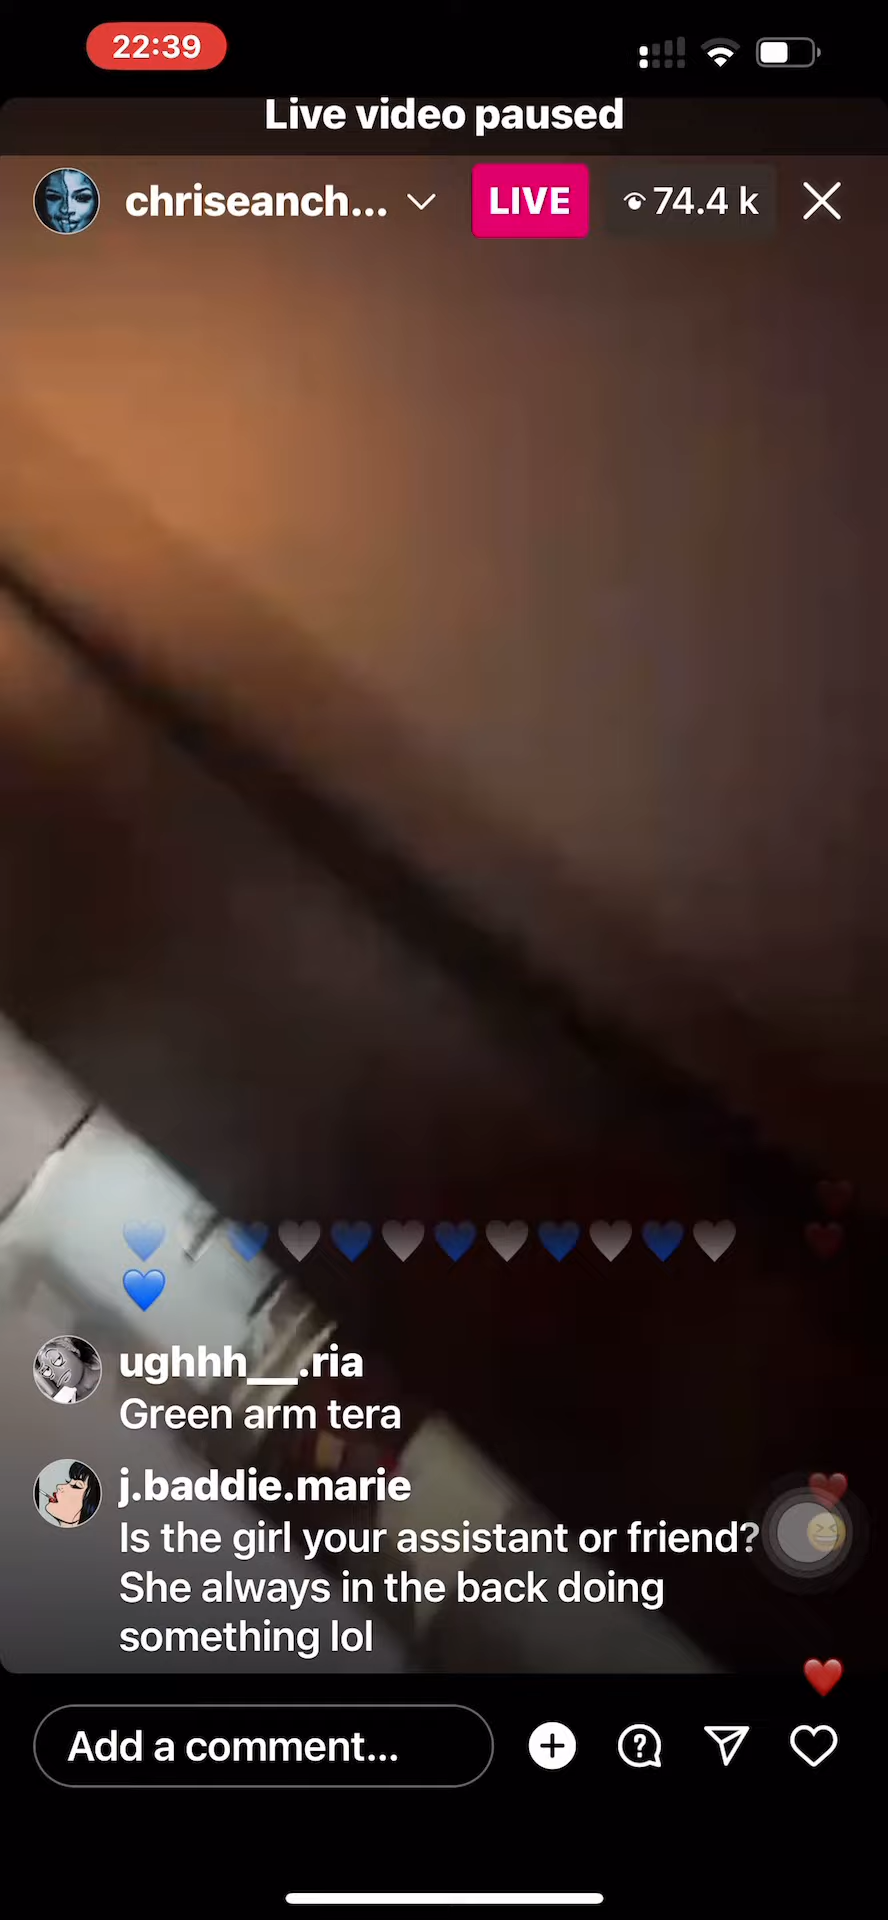 22:39
Live video paused
chriseanch...
LIVE
74.4 k
💙🤍💙🤍💙🤍💙🤍💙🤍💙🤍
💙
ughhh___.ria
Green arm tera
j.baddie.marie
Is the girl your assistant or friend?
She always in the back doing
something lol
Add a comment...